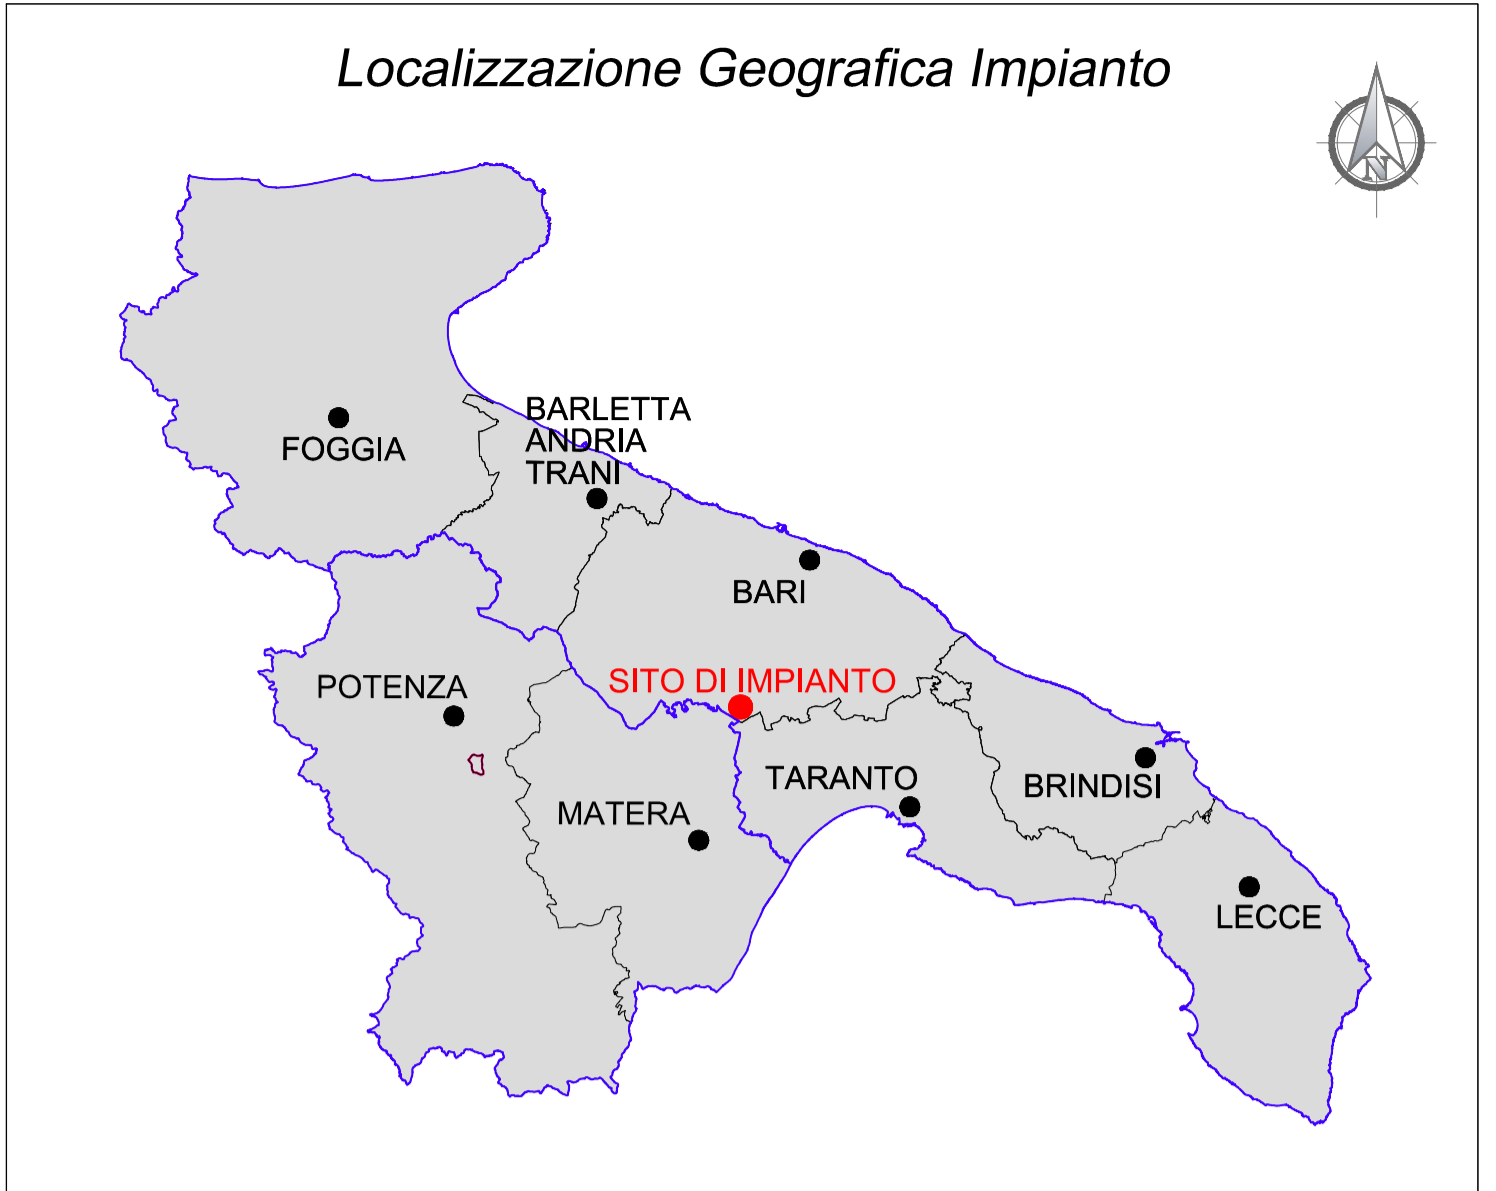 Localizzazione Geografica Impianto
N
BARLETTA
ANDRIA
TRANI
FOGGIA
BARI
SITO DI IMPIANTO
POTENZA
TARANTO
BRINDISI
MATERA
LECCE